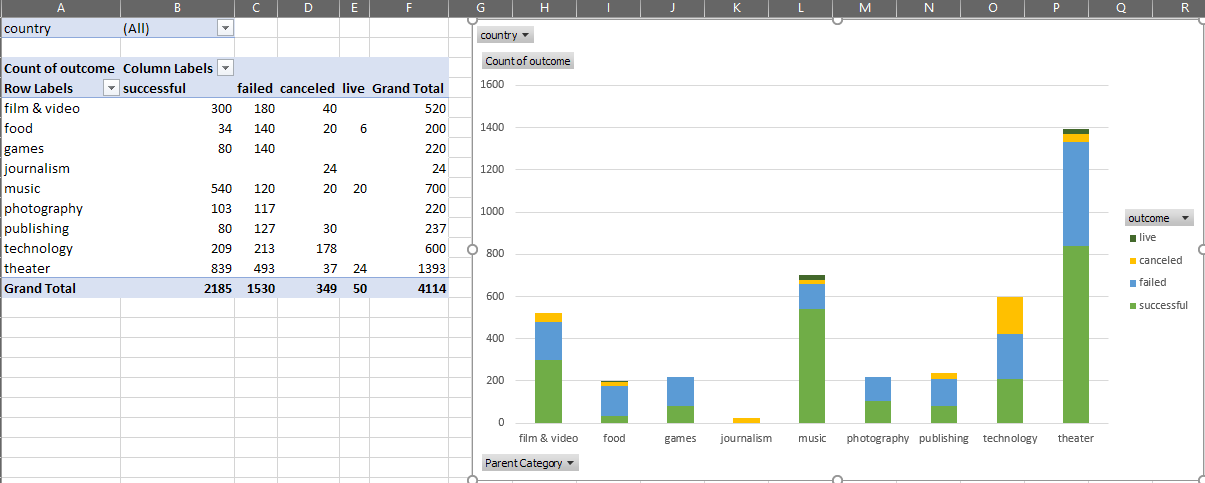 A B C D E F G H I J K L M N O P Q R
country (All)
Count of outcome Column Labels
Row Labels successful failed canceled live Grand Total
film & video 300 180 40 520
food 34 140 20 6 200
games 80 140 220
journalism 24 24
music 540 120 20 20 700
photography 103 117 220
publishing 80 127 30 237
technology 209 213 178 600
theater 839 493 37 24 1393
Grand Total 2185 1530 349 50 4114
country
Count of outcome
1600
1400
1200
1000
800
600
400
200
0
film & video food games journalism music photography publishing technology theater
Parent Category
outcome
live
canceled
failed
successful